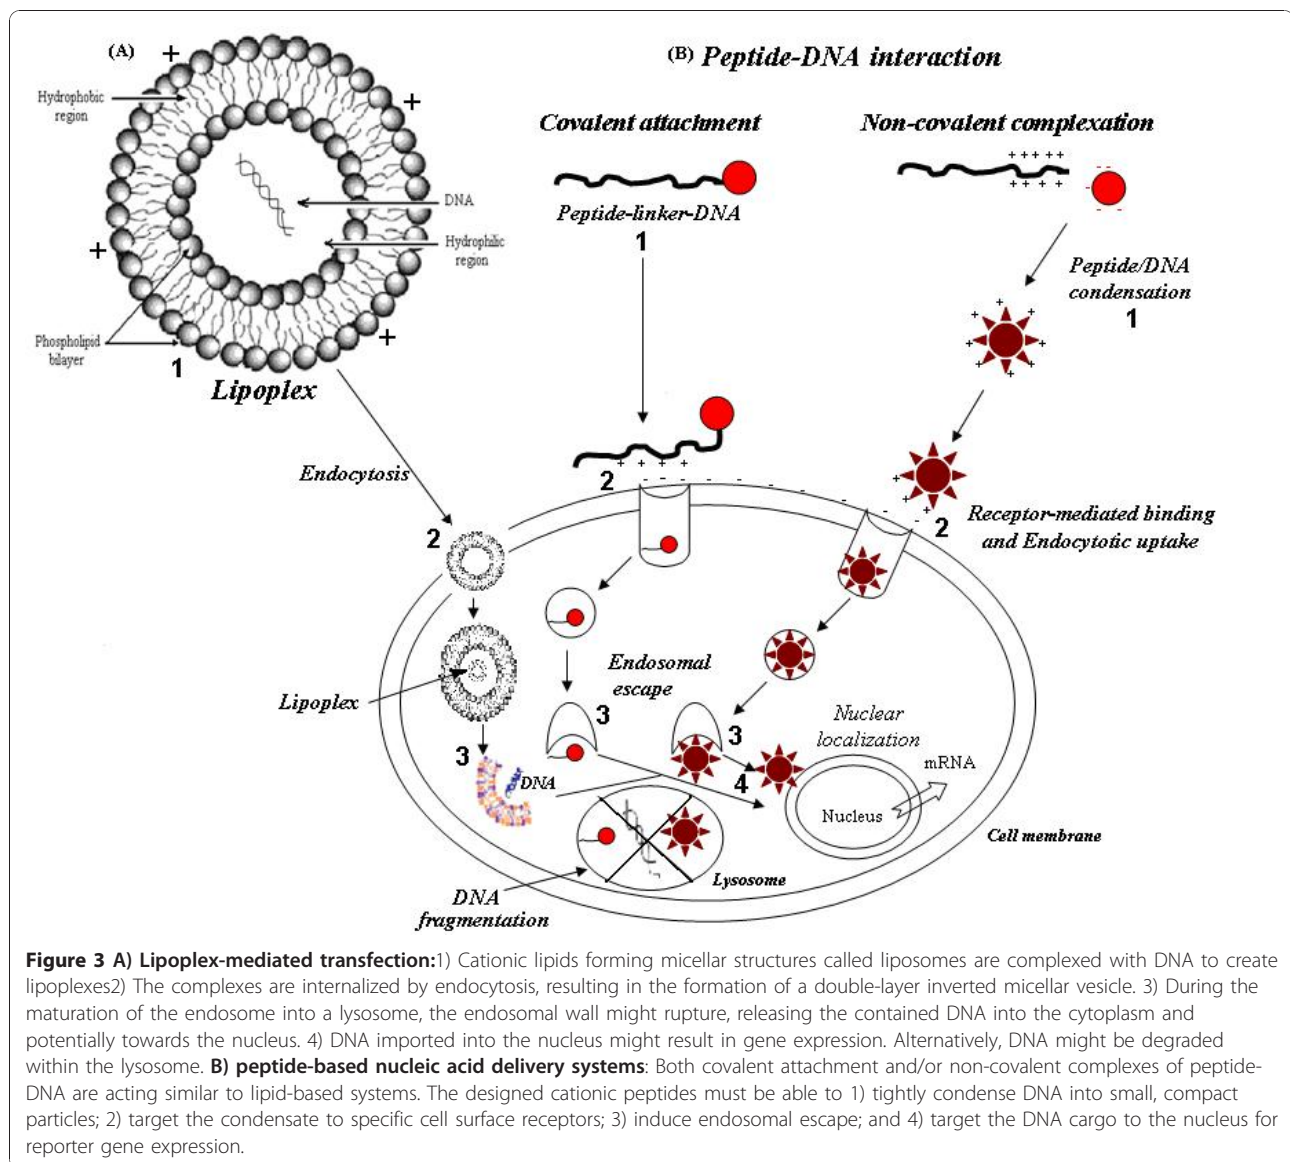 (A)
+
Hydrophobic
region
+
DNA
Hydrophilic
region
+
Phospholipid
bilayer
+
1
Lipoplex
(B) Peptide-DNA interaction
Covalent attachment
Non-covalent complexation
+++++
++++
Peptide-linker-DNA
1
Peptide/DNA
condensation
1
Endocytosis
2
2
+ + + +
2
Receptor-mediated binding
and Endocytotic uptake
Lipoplex
Endosomal
escape
3
3
3
4
DNA
Nuclear
localization
mRNA
Nucleus
Cell membrane
Lysosome
DNA
fragmentation
Figure 3 A) Lipoplex-mediated transfection:1) Cationic lipids forming micellar structures called liposomes are complexed with DNA to create
lipoplexes2) The complexes are internalized by endocytosis, resulting in the formation of a double-layer inverted micellar vesicle. 3) During the
maturation of the endosome into a lysosome, the endosomal wall might rupture, releasing the contained DNA into the cytoplasm and
potentially towards the nucleus. 4) DNA imported into the nucleus might result in gene expression. Alternatively, DNA might be degraded
within the lysosome. B) peptide-based nucleic acid delivery systems: Both covalent attachment and/or non-covalent complexes of peptide-
DNA are acting similar to lipid-based systems. The designed cationic peptides must be able to 1) tightly condense DNA into small, compact
particles; 2) target the condensate to specific cell surface receptors; 3) induce endosomal escape; and 4) target the DNA cargo to the nucleus for
reporter gene expression.